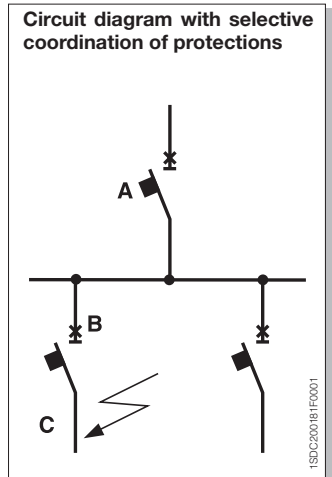 Circuit diagram with selective
coordination of protections
A
B
C
1SDC200181F0001